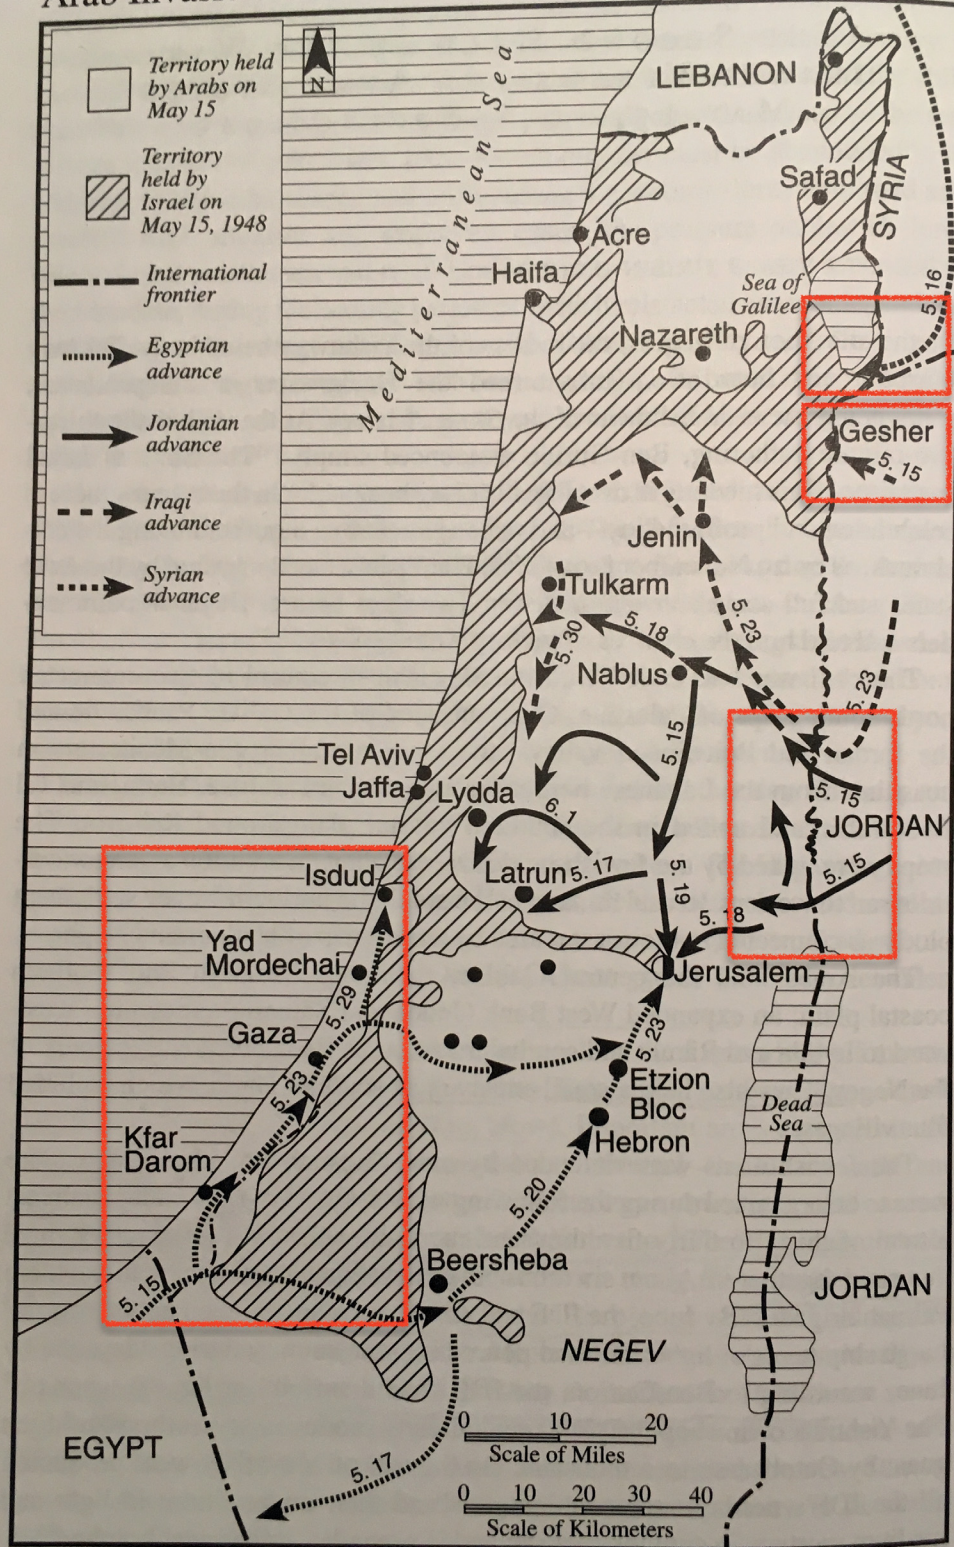 Territory held
by Arabs on
May 15
Territory
held by
Israel on
May 15, 1948
International
frontier
Egyptian
advance
Jordanian
advance
Iraqi
advance
Syrian
advance
N
Mediterranean Sea
LEBANON
SYRIA
Safad
Acre
Haifa
Sea of
Galilee
5. 16
Nazareth
Gesher
5. 15
Jenin
Tulkarm
5. 23
5. 30
5. 18
Nablus
5. 23
5. 15
Tel Aviv
Jaffa
Lydda
5. 15
JORDAN
6. 1
Isdud
Latrun
5. 17
5. 19
5. 15
5. 18
Yad
Mordechai
Jerusalem
5. 29
Gaza
5. 23
5. 23
Etzion
Bloc
Dead
Sea
Kfar
Darom
Hebron
5. 20
Beersheba
5. 15
JORDAN
NEGEV
EGYPT
0 10 20
Scale of Miles
5. 17
0 10 20 30 40
Scale of Kilometers